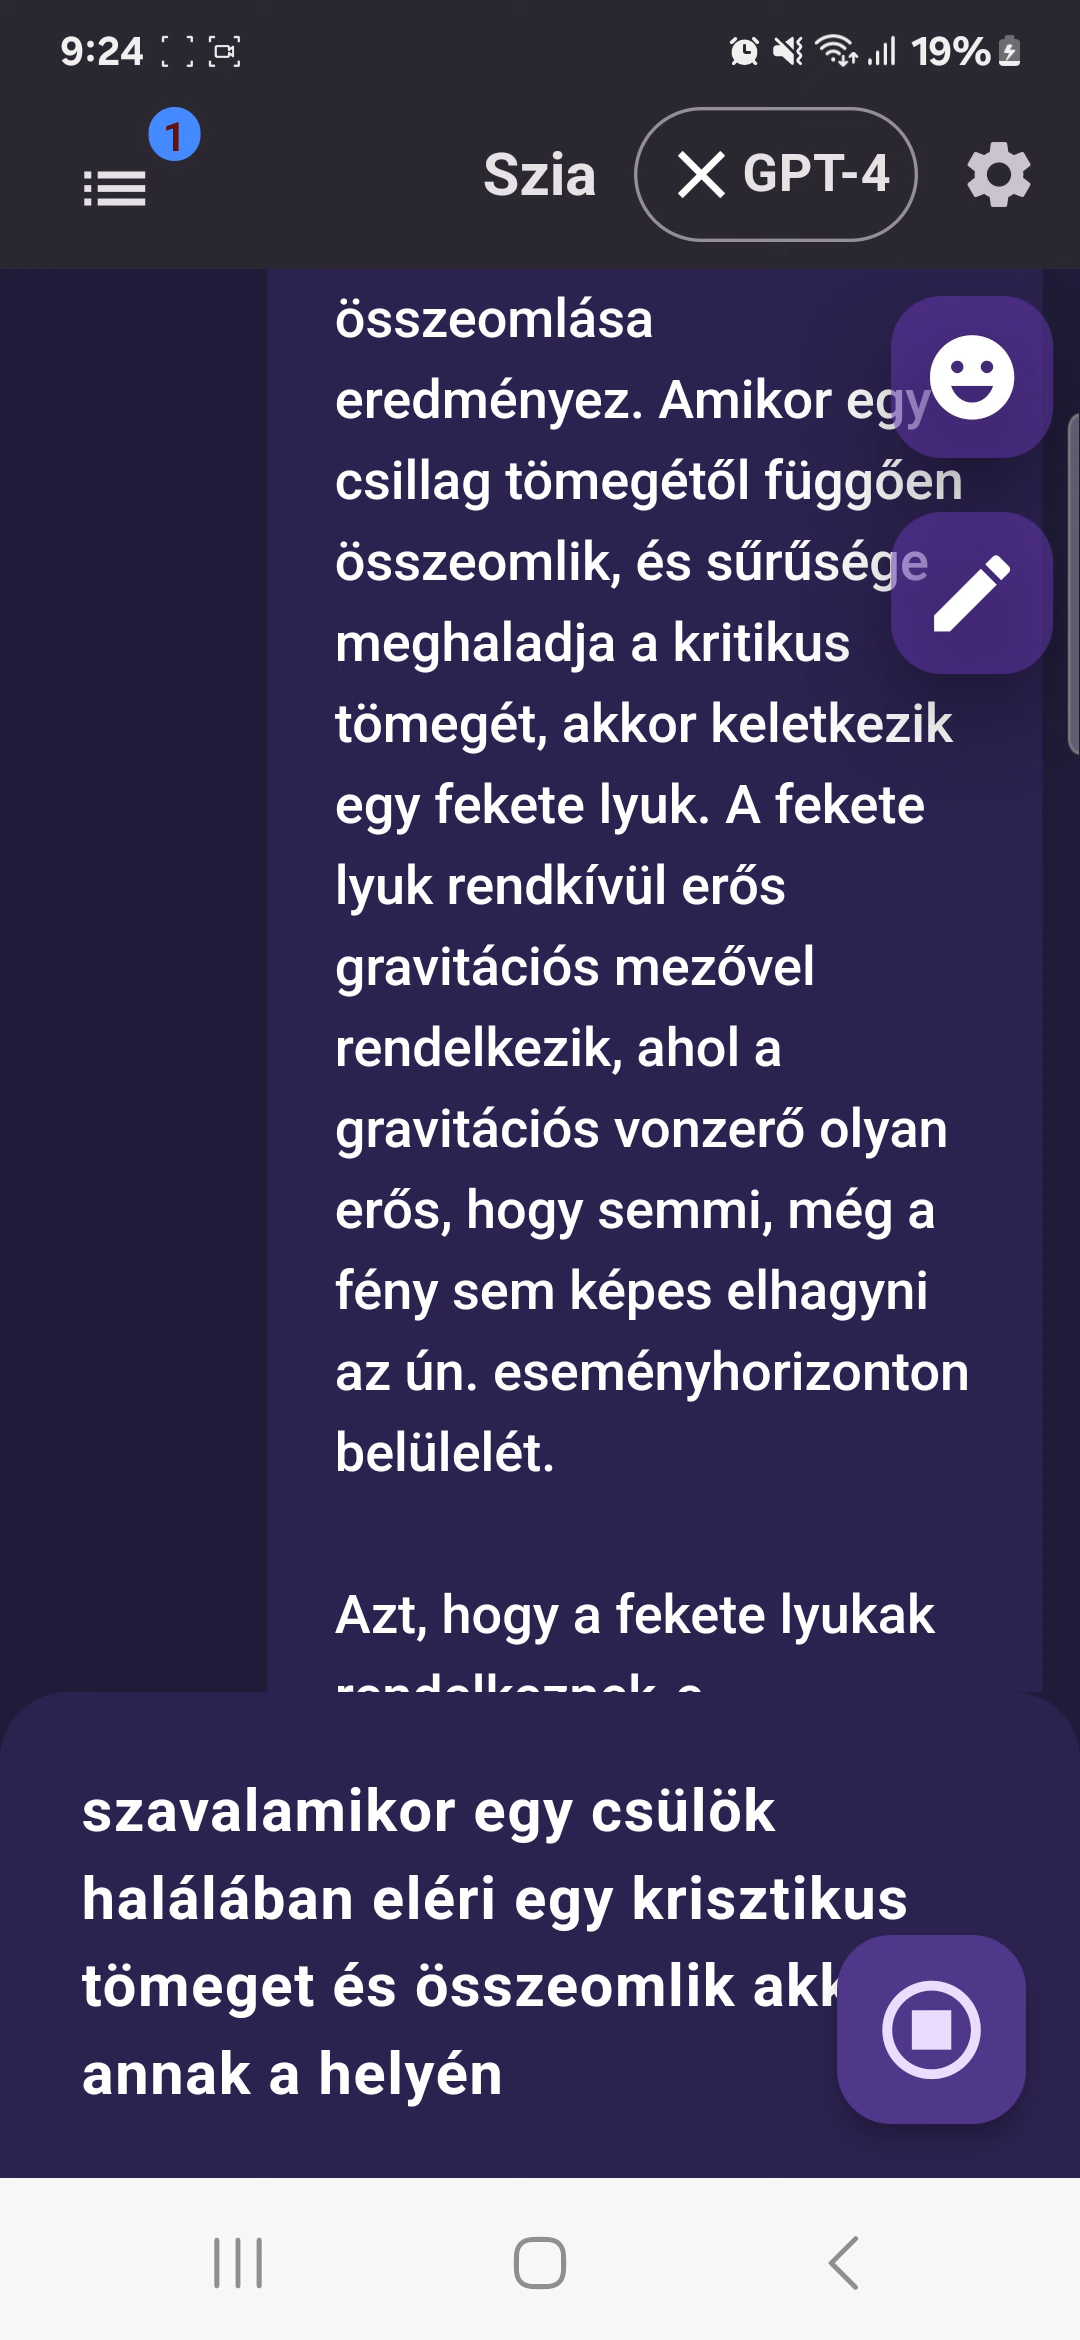 9:24
19%
1
Szia
GPT-4
összeomlása
eredményez. Amikor egy
csillag tömegétől függően
összeomlik, és sűrűsége
meghaladja a kritikus
tömegét, akkor keletkezik
egy fekete lyuk. A fekete
lyuk rendkívül erős
gravitációs mezővel
rendelkezik, ahol a
gravitációs vonzerő olyan
erős, hogy semmi, még a
fény sem képes elhagyni
az ún. eseményhorizonton
belülelét.
Azt, hogy a fekete lyukak
szavalamikor egy csülök
halálában eléri egy krisztikus
tömeget és összeomlik
annak a helyén